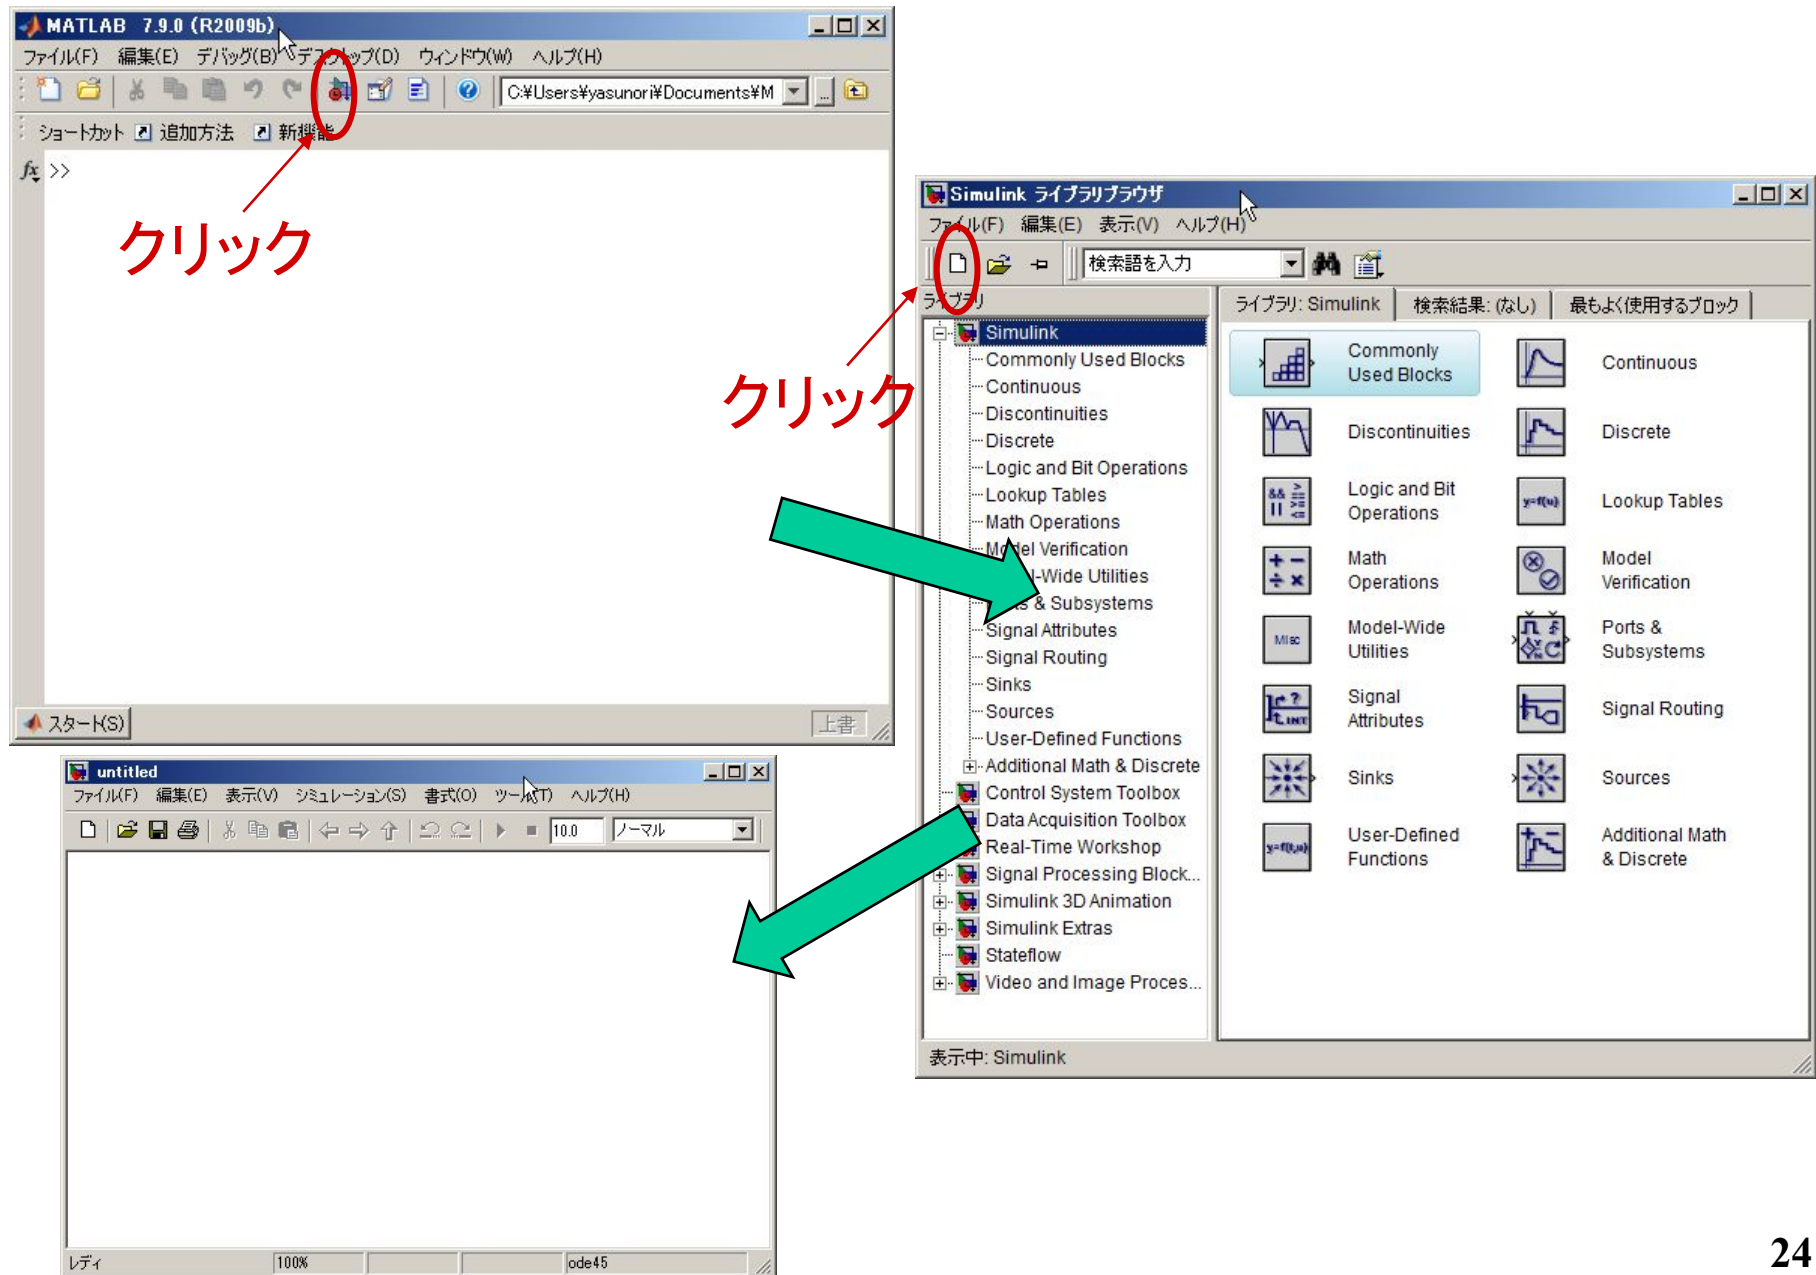 MATLAB 7.9.0 (R2009b)
ファイル(F) 編集(E) デバッグ(B) デスクトップ(D) ウィンドウ(W) ヘルプ(H)
C:¥Users¥yasunori¥Documents¥M
...
ショートカット 追加方法 新機能
fx >>
クリック
スタート(S)
上書
Simulink ライブラリブラウザ
ファイル(F) 編集(E) 表示(V) ヘルプ(H)
検索語を入力
クリック
ライブラリ
Simulink
Commonly Used Blocks
Continuous
Discontinuities
Discrete
Logic and Bit Operations
Lookup Tables
Math Operations
Model Verification
-Wide Utilities
& Subsystems
Signal Attributes
Signal Routing
Sinks
Sources
User-Defined Functions
Additional Math & Discrete
Control System Toolbox
Data Acquisition Toolbox
Real-Time Workshop
Signal Processing Block...
Simulink 3D Animation
Simulink Extras
Stateflow
Video and Image Proces...
ライブラリ: Simulink 検索結果: (なし) 最もよく使用するブロック
Commonly
Used Blocks
Continuous
Discontinuities
Discrete
Logic and Bit
Operations
y=f(u)
Lookup Tables
Math
Operations
Model
Verification
Misc
Model-Wide
Utilities
Ports &
Subsystems
Signal
Attributes
Signal Routing
Sinks
Sources
y=f(t,u)
User-Defined
Functions
Additional Math
& Discrete
表示中: Simulink
untitled
ファイル(F) 編集(E) 表示(V) シミュレーション(S) 書式(O) ツール(T) ヘルプ(H)
10.0 ノーマル
レディ 100% ode45
24